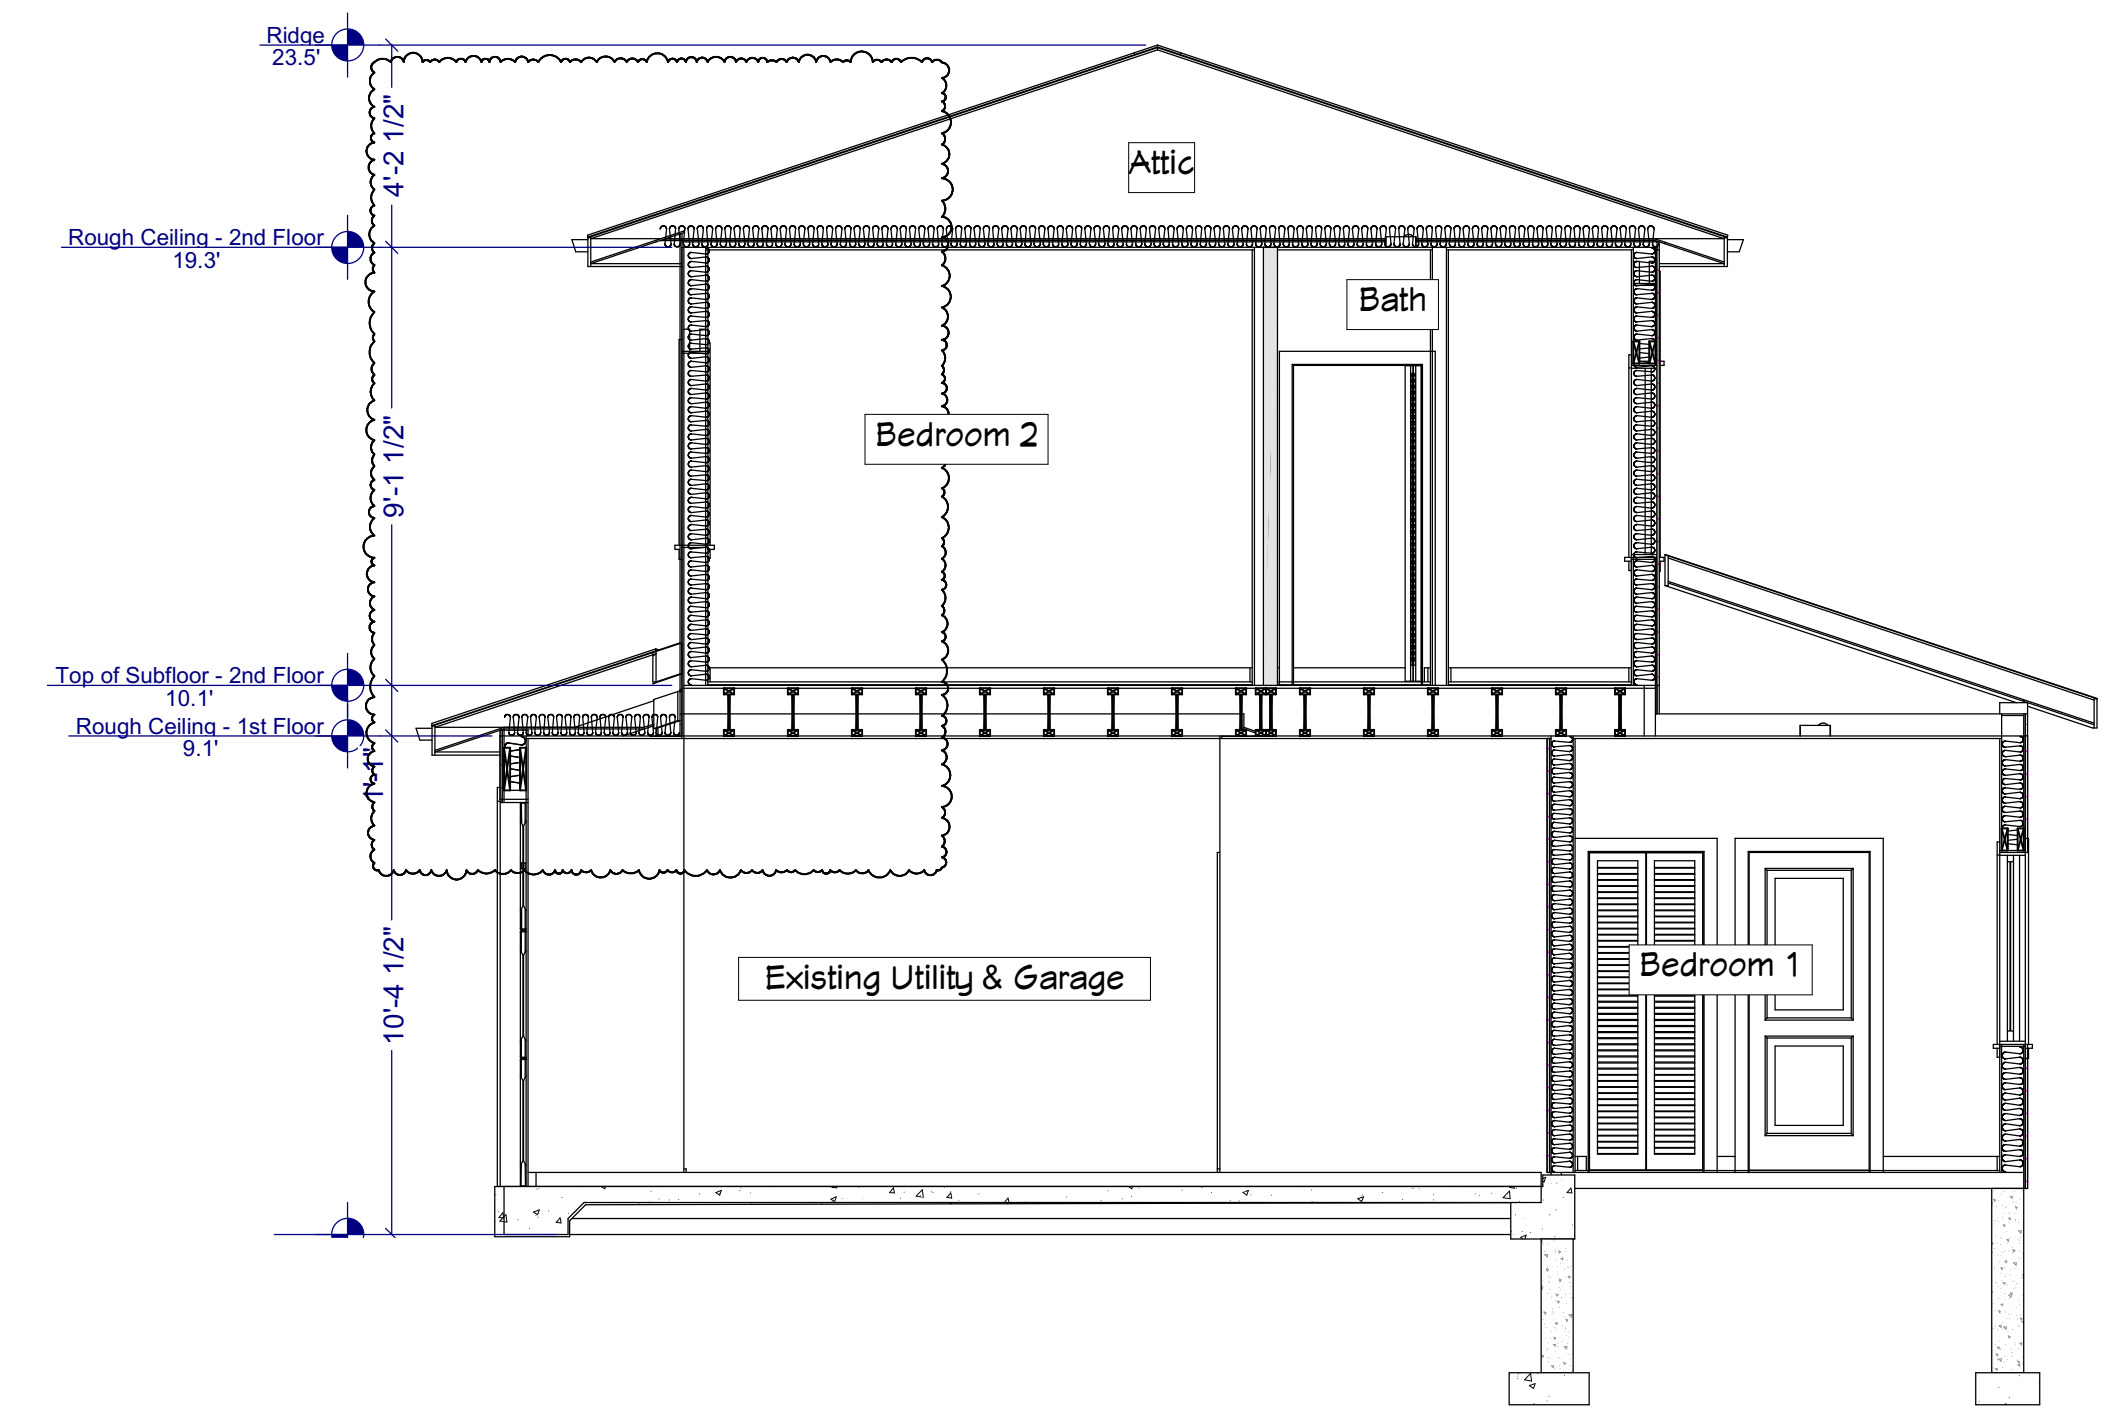 Ridge
23.5'
4'-2 1/2"
Attic
Rough Ceiling - 2nd Floor
19.3'
Bath
9'-1 1/2"
Bedroom 2
Top of Subfloor - 2nd Floor
10.1'
Rough Ceiling - 1st Floor
9.1'
1'-1"
10'-4 1/2"
Existing Utility & Garage
Bedroom 1